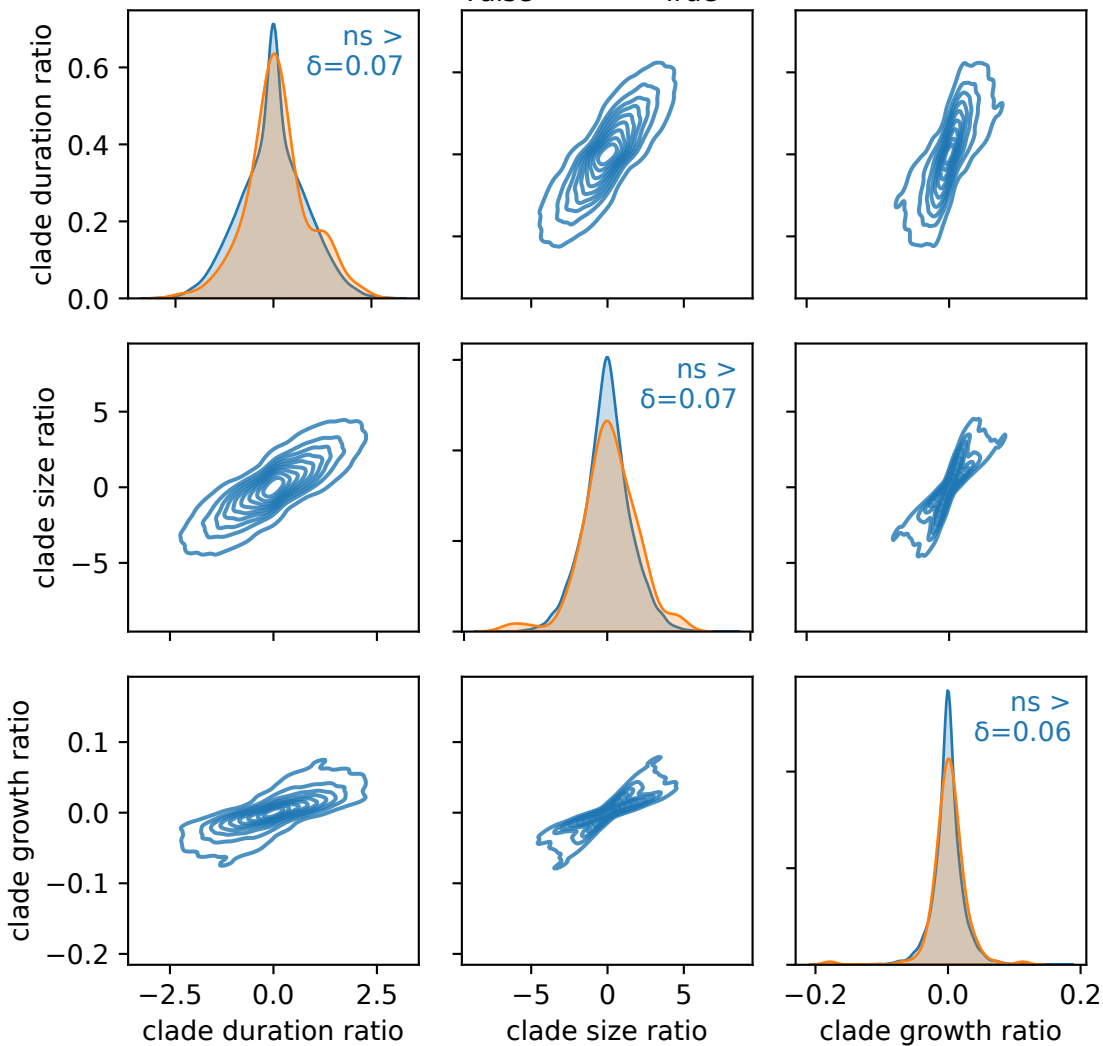 clade duration ratio
0.6
0.4
0.2
0.0
ns >
δ=0.07
clade size ratio
5
0
−5
ns >
δ=0.07
clade growth ratio
0.1
0.0
−0.1
−0.2
ns >
δ=0.06
−2.5 0.0 2.5
−5 0 5
−0.2 0.0 0.2
clade duration ratio
clade size ratio
clade growth ratio